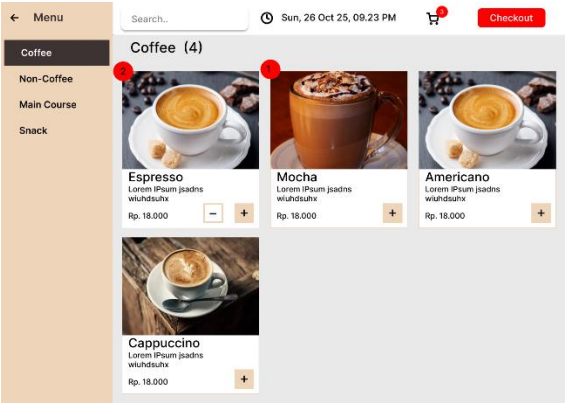 ← Menu
Search..
Sun, 26 Oct 25, 09.23 PM
3
Checkout
Coffee
Non-Coffee
Main Course
Snack
Coffee (4)
2
1
Espresso
Lorem IPsum jsadns
wiuhdsuhx
Rp. 18.000
− +
Mocha
Lorem IPsum jsadns
wiuhdsuhx
Rp. 18.000
+
Americano
Lorem IPsum jsadns
wiuhdsuhx
Rp. 18.000
+
Cappuccino
Lorem IPsum jsadns
wiuhdsuhx
Rp. 18.000
+